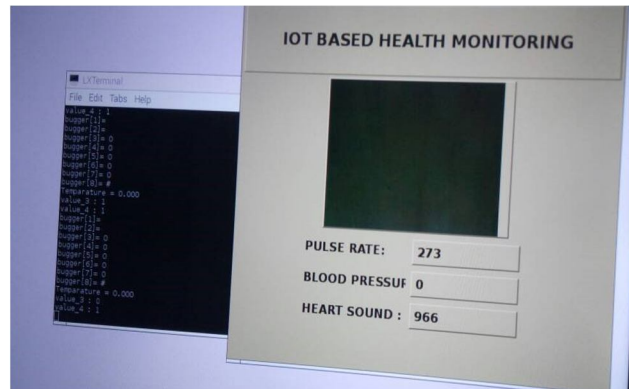 IOT BASED HEALTH MONITORING
LXTerminal
File Edit Tabs Help
value_4 : 1
bugger[1]=
bugger[2]=
bugger[3]= 0
bugger[4]= 0
bugger[5]= 0
bugger[6]= 0
bugger[7]= 0
bugger[8]= #
Temparature = 0.000
value_3 : 1
value_4 : 1
bugger[1]=
bugger[2]=
bugger[3]= 0
bugger[4]= 0
bugger[5]= 0
bugger[6]= 0
bugger[7]= 0
bugger[8]= #
Temparature = 0.000
value_3 : 0
value_4 : 1
PULSE RATE: 273
BLOOD PRESSUF 0
HEART SOUND : 966